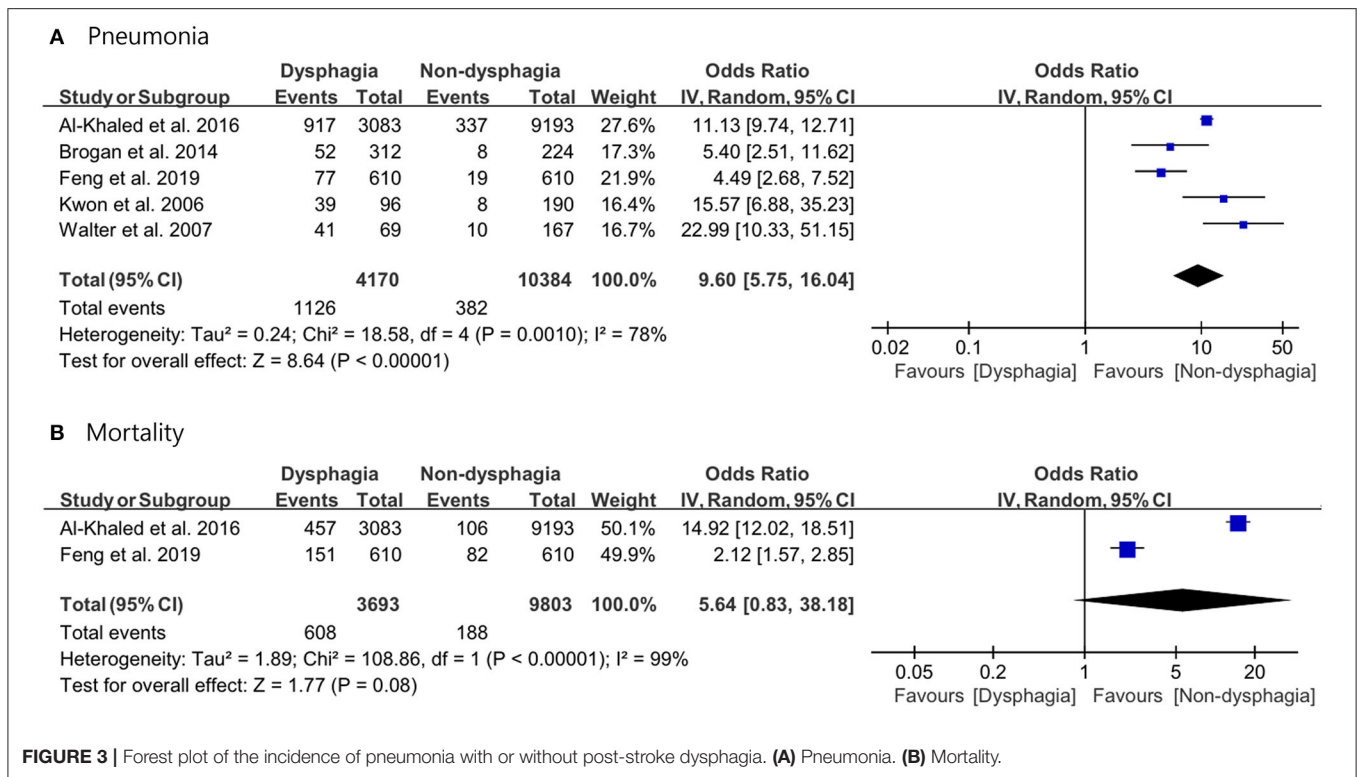 A Pneumonia
Dysphagia Non-dysphagia Odds Ratio Odds Ratio
Study or Subgroup Events Total Events Total Weight IV, Random, 95% CI IV, Random, 95% CI
Al-Khaled et al. 2016 917 3083 337 9193 27.6% 11.13 [9.74, 12.71]
Brogan et al. 2014 52 312 8 224 17.3% 5.40 [2.51, 11.62]
Feng et al. 2019 77 610 19 610 21.9% 4.49 [2.68, 7.52]
Kwon et al. 2006 39 96 8 190 16.4% 15.57 [6.88, 35.23]
Walter et al. 2007 41 69 10 167 16.7% 22.99 [10.33, 51.15]
Total (95% CI) 4170 10384 100.0% 9.60 [5.75, 16.04]
Total events 1126 382
Heterogeneity: Tau² = 0.24; Chi² = 18.58, df = 4 (P = 0.0010); I² = 78%
Test for overall effect: Z = 8.64 (P < 0.00001)
0.02 0.1 1 10 50
Favours [Dysphagia] Favours [Non-dysphagia]
B Mortality
Dysphagia Non-dysphagia Odds Ratio Odds Ratio
Study or Subgroup Events Total Events Total Weight IV, Random, 95% CI IV, Random, 95% CI
Al-Khaled et al. 2016 457 3083 106 9193 50.1% 14.92 [12.02, 18.51]
Feng et al. 2019 151 610 82 610 49.9% 2.12 [1.57, 2.85]
Total (95% CI) 3693 9803 100.0% 5.64 [0.83, 38.18]
Total events 608 188
Heterogeneity: Tau² = 1.89; Chi² = 108.86, df = 1 (P < 0.00001); I² = 99%
Test for overall effect: Z = 1.77 (P = 0.08)
0.05 0.2 1 5 20
Favours [Dysphagia] Favours [Non-dysphagia]
FIGURE 3 | Forest plot of the incidence of pneumonia with or without post-stroke dysphagia. (A) Pneumonia. (B) Mortality.